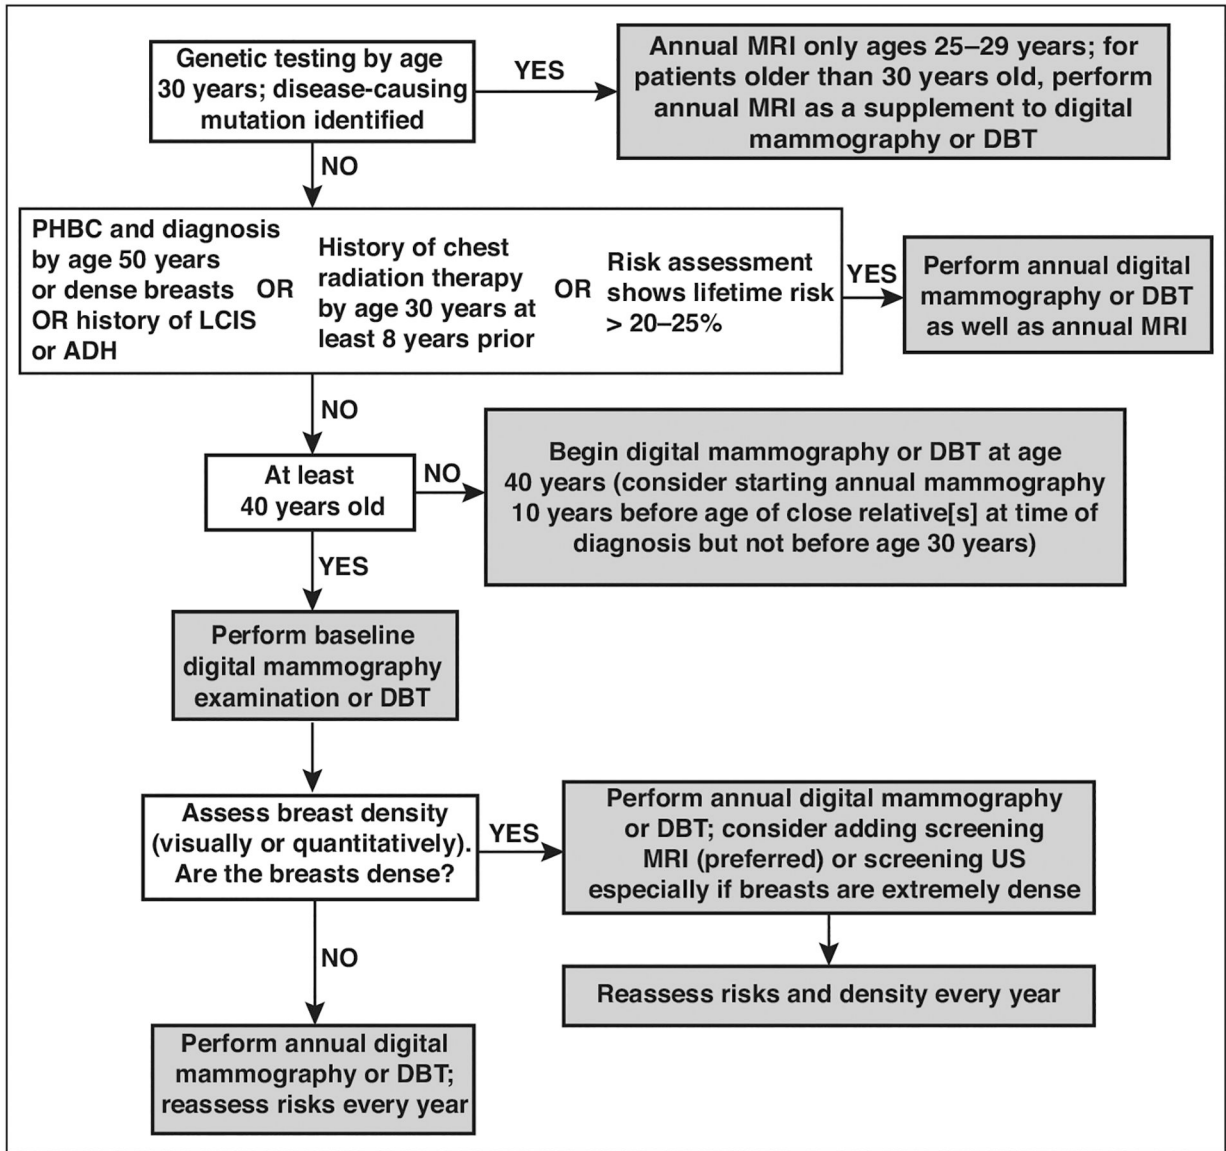 Genetic testing by age
30 years; disease-causing
mutation identified
YES
Annual MRI only ages 25–29 years; for
patients older than 30 years old, perform
annual MRI as a supplement to digital
mammography or DBT
NO
PHBC and diagnosis
by age 50 years
or dense breasts
OR history of LCIS
or ADH
OR
History of chest
radiation therapy
by age 30 years at
least 8 years prior
OR
Risk assessment
shows lifetime risk
> 20–25%
YES
Perform annual digital
mammography or DBT
as well as annual MRI
NO
At least
40 years old
NO
Begin digital mammography or DBT at age
40 years (consider starting annual mammography
10 years before age of close relative[s] at time of
diagnosis but not before age 30 years)
YES
Perform baseline
digital mammography
examination or DBT
Assess breast density
(visually or quantitatively).
Are the breasts dense?
YES
Perform annual digital mammography
or DBT; consider adding screening
MRI (preferred) or screening US
especially if breasts are extremely dense
Reassess risks and density every year
NO
Perform annual digital
mammography or DBT;
reassess risks every year